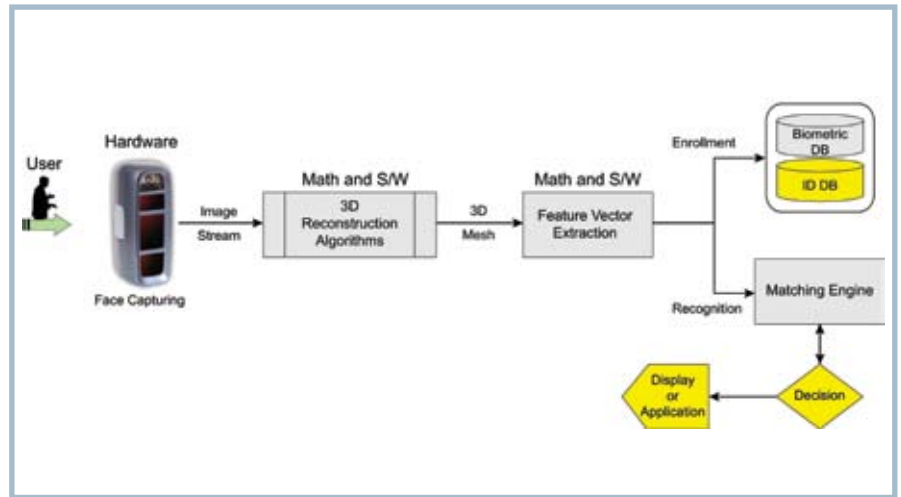 User
Hardware
Face Capturing
Image
Stream
Math and S/W
3D
Reconstruction
Algorithms
3D
Mesh
Math and S/W
Feature Vector
Extraction
Enrollment
Biometric
DB
ID DB
Recognition
Matching Engine
Decision
Display
or
Application